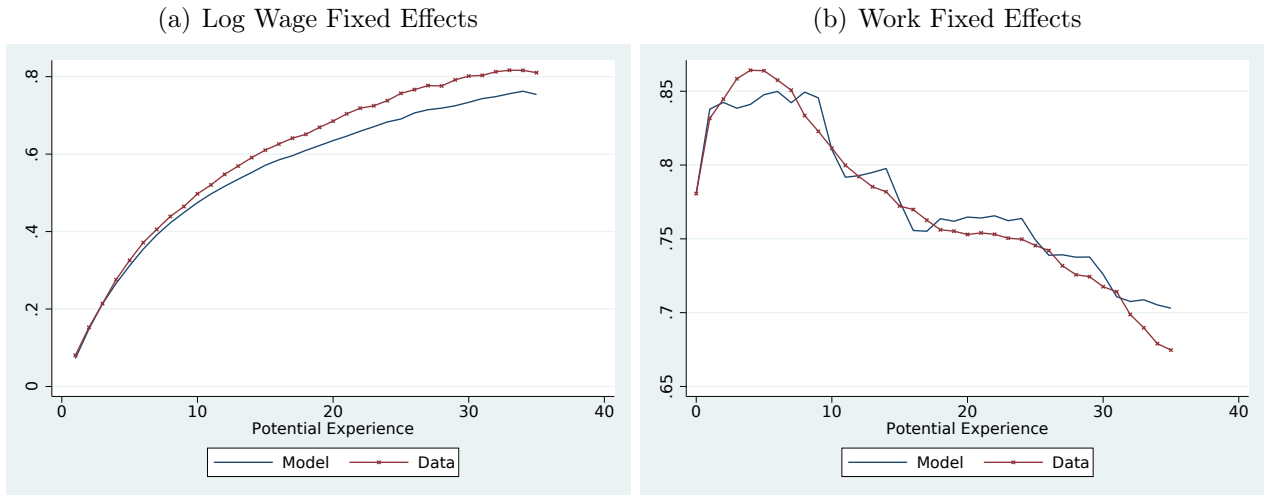 (a) Log Wage Fixed Effects
.8
.6
.4
.2
0
0 10 20 30 40
Potential Experience
Model Data
(b) Work Fixed Effects
.85
.8
.75
.7
.65
0 10 20 30 40
Potential Experience
Model Data